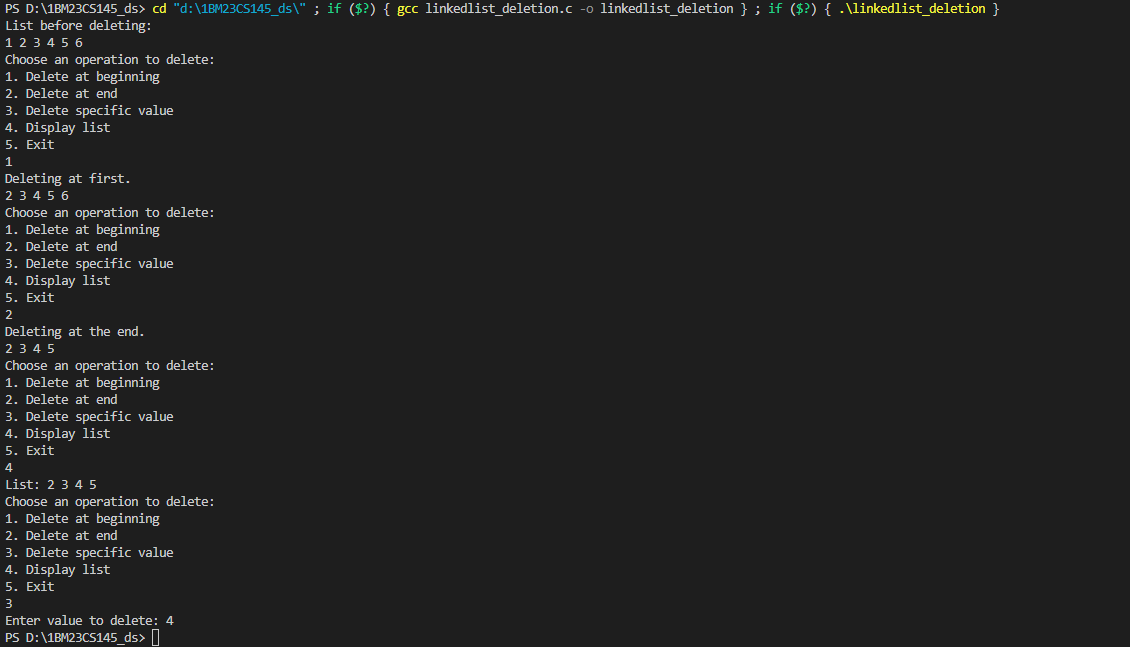 PS D:\1BM23CS145_ds> cd "d:\1BM23CS145_ds\" ; if ($?) { gcc linkedlist_deletion.c -o linkedlist_deletion } ; if ($?) { .\linkedlist_deletion }
List before deleting:
1 2 3 4 5 6
Choose an operation to delete:
1. Delete at beginning
2. Delete at end
3. Delete specific value
4. Display list
5. Exit
1
Deleting at first.
2 3 4 5 6
Choose an operation to delete:
1. Delete at beginning
2. Delete at end
3. Delete specific value
4. Display list
5. Exit
2
Deleting at the end.
2 3 4 5
Choose an operation to delete:
1. Delete at beginning
2. Delete at end
3. Delete specific value
4. Display list
5. Exit
4
List: 2 3 4 5
Choose an operation to delete:
1. Delete at beginning
2. Delete at end
3. Delete specific value
4. Display list
5. Exit
3
Enter value to delete: 4
PS D:\1BM23CS145_ds>